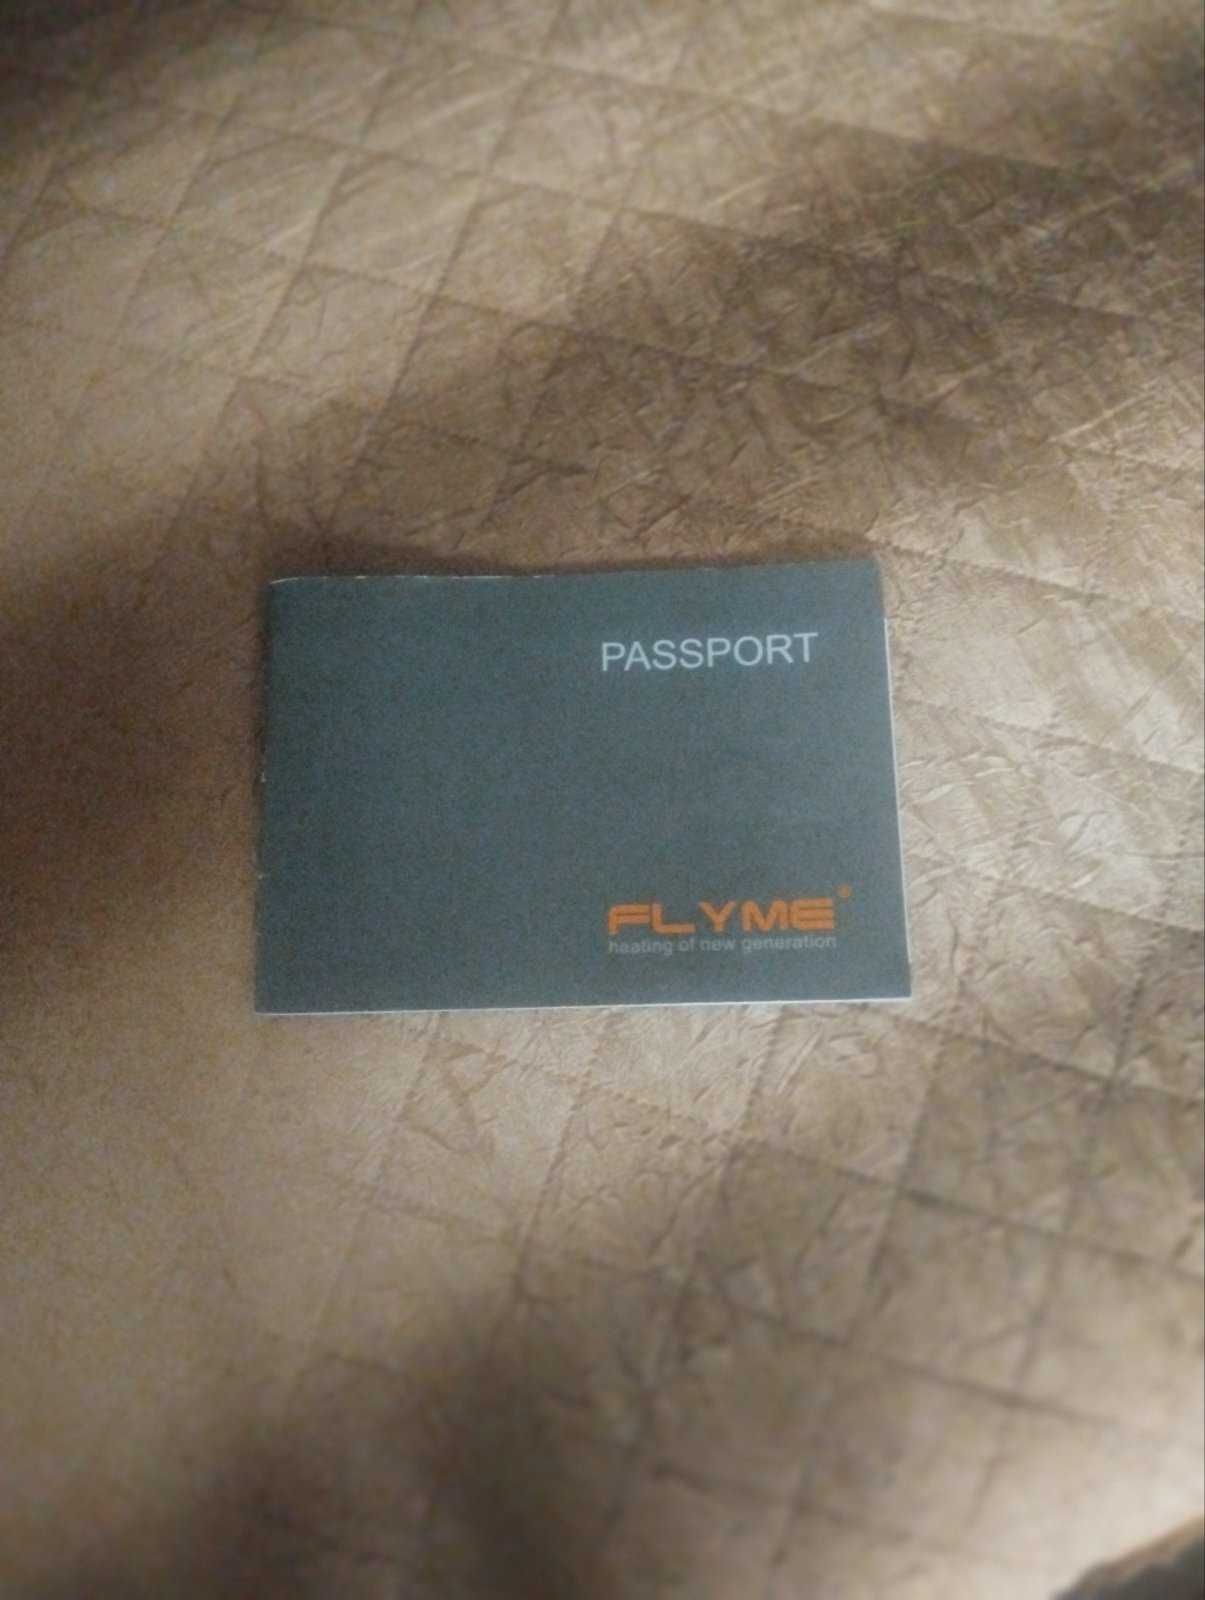 PASSPORT
FLYME®
heating of new generation